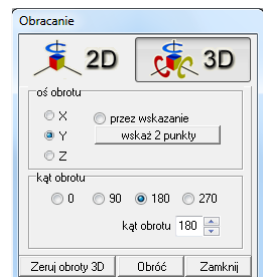 Obracanie
2D
3D
oś obrotu
X
przez wskazanie
Y
wskaż 2 punkty
Z
kąt obrotu
0 90 180 270
kąt obrotu 180
Zeruj obroty 3D Obróć Zamknij